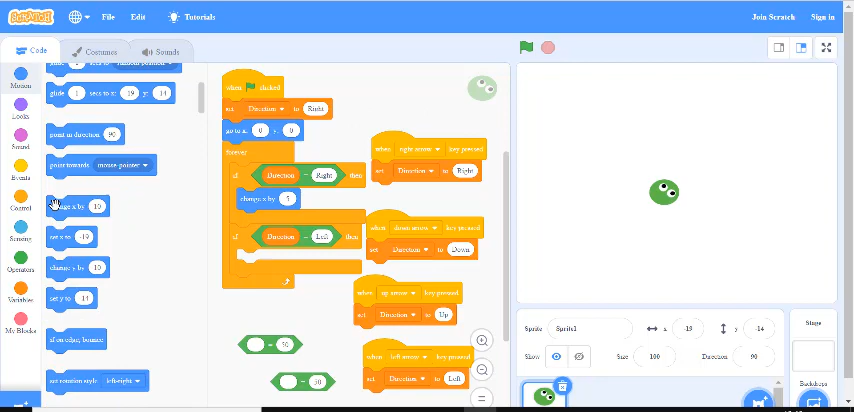 SCRATCH File Edit Tutorials Join Scratch Sign in
Code Costumes Sounds
Motion
Looks
Sound
Events
Control
Sensing
Operators
Variables
My Blocks
glide 1 secs to x: -19 y: -14
point in direction 90
point towards mouse-pointer
change x by 10
set x to -19
change y by 10
set y to -14
if on edge, bounce
set rotation style left-right
when clicked
set Direction to Right
go to x: 0 y: 0
forever
if Direction = Right then
change x by 5
if Direction = Left then
= 50
= 50
when right arrow key pressed
set Direction to Right
when down arrow key pressed
set Direction to Down
when up arrow key pressed
set Direction to Up
when left arrow key pressed
set Direction to Left
Sprite Sprite1 x -19 y -14
Show Size 100 Direction 90
Stage
Backdrops